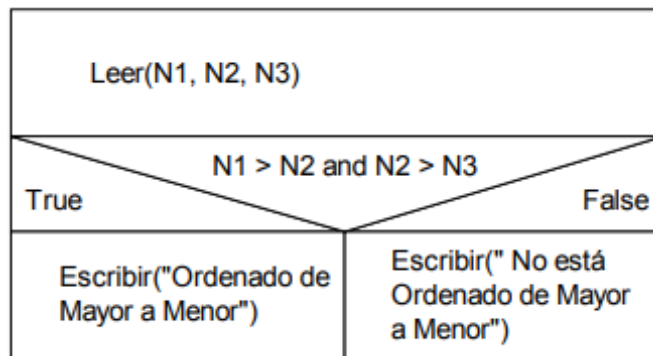 Leer(N1, N2, N3)
N1 > N2 and N2 > N3
True
False
Escribir("Ordenado de
Mayor a Menor")
Escribir(" No está
Ordenado de Mayor
a Menor")